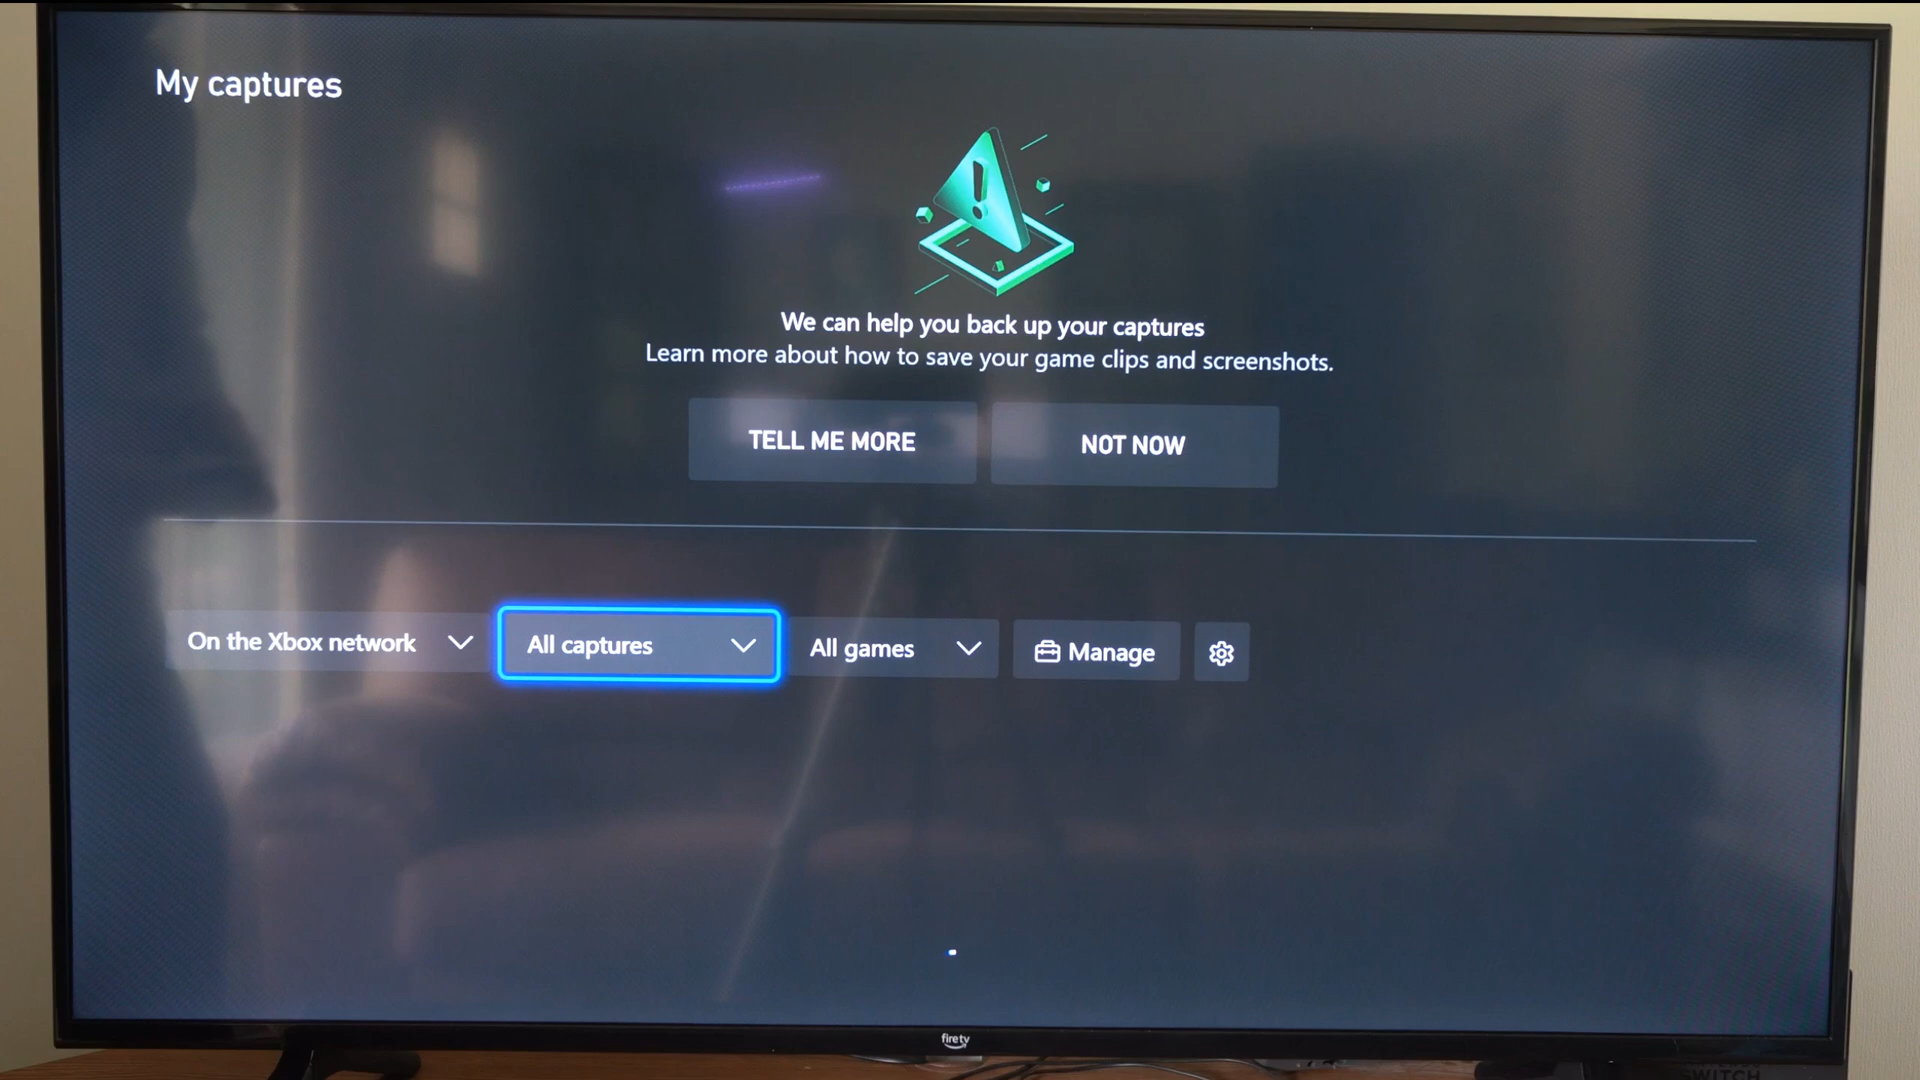 My captures
We can help you back up your captures
Learn more about how to save your game clips and screenshots.
TELL ME MORE
NOT NOW
On the Xbox network
All captures
All games
Manage
firetv
SWITCH